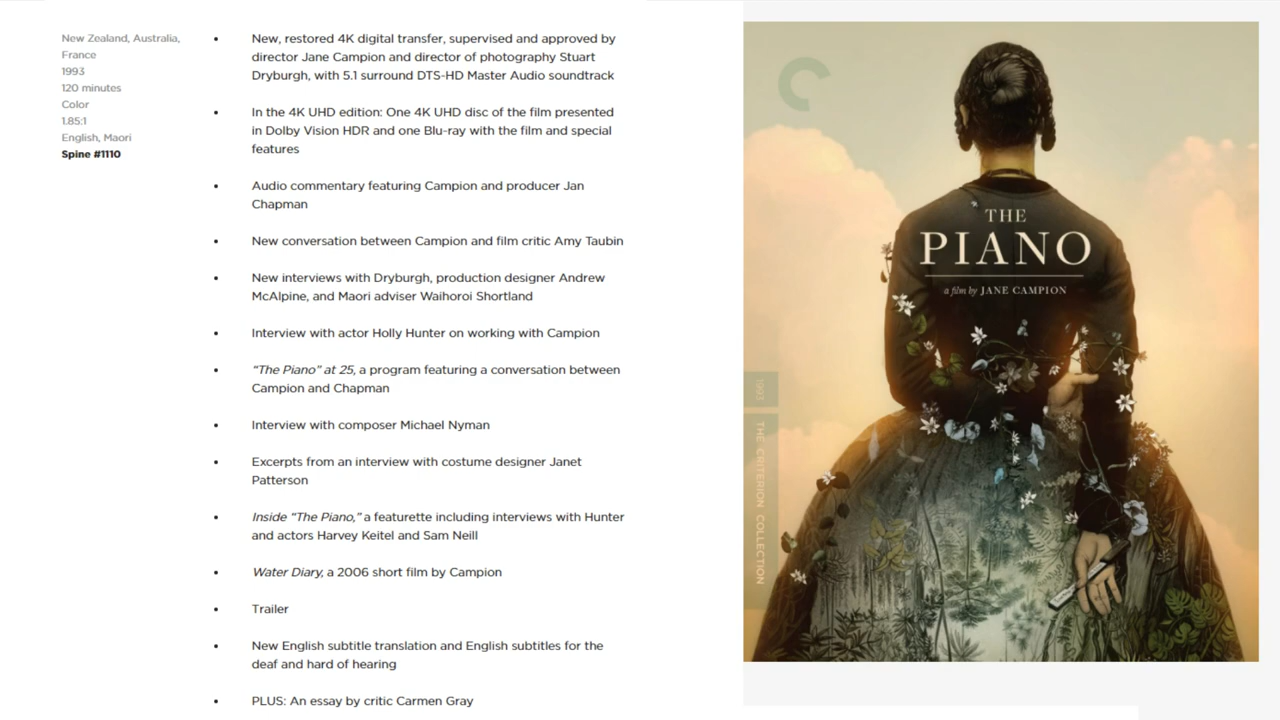 New Zealand, Australia,
France
1993
120 minutes
Color
1.85:1
English, Maori
Spine #1110
• New, restored 4K digital transfer, supervised and approved by
director Jane Campion and director of photography Stuart
Dryburgh, with 5.1 surround DTS-HD Master Audio soundtrack
• In the 4K UHD edition: One 4K UHD disc of the film presented
in Dolby Vision HDR and one Blu-ray with the film and special
features
• Audio commentary featuring Campion and producer Jan
Chapman
• New conversation between Campion and film critic Amy Taubin
• New interviews with Dryburgh, production designer Andrew
McAlpine, and Maori adviser Waihoroi Shortland
• Interview with actor Holly Hunter on working with Campion
• “The Piano” at 25, a program featuring a conversation between
Campion and Chapman
• Interview with composer Michael Nyman
• Excerpts from an interview with costume designer Janet
Patterson
• Inside “The Piano,” a featurette including interviews with Hunter
and actors Harvey Keitel and Sam Neill
• Water Diary, a 2006 short film by Campion
• Trailer
• New English subtitle translation and English subtitles for the
deaf and hard of hearing
• PLUS: An essay by critic Carmen Gray
THE
PIANO
a film by JANE CAMPION
1993
THE CRITERION COLLECTION